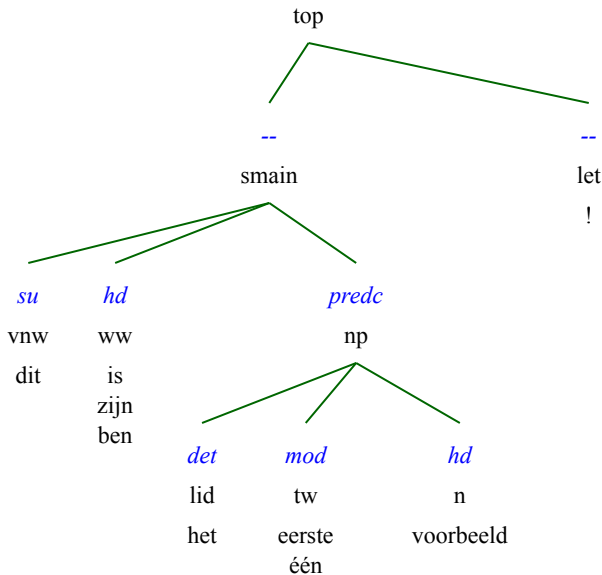 top
-- --
smain let
!
su hd predc
vnw ww np
dit is
zijn
ben
det mod hd
lid tw n
het eerste voorbeeld
één